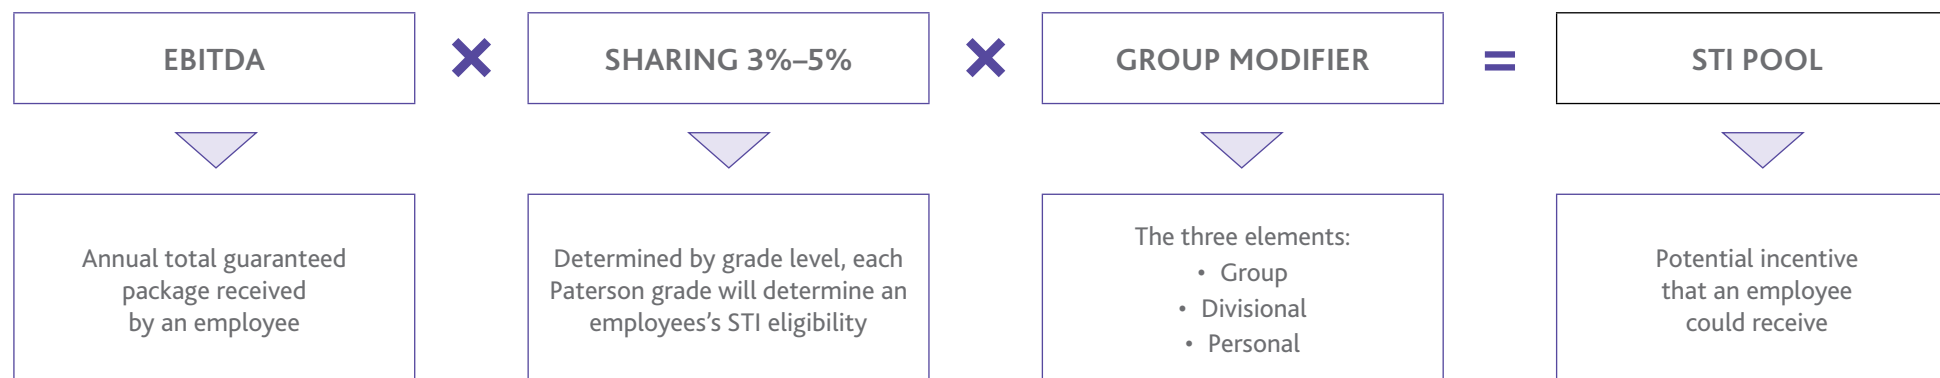 EBITDA
SHARING 3%–5%
GROUP MODIFIER
=
STI POOL
Annual total guaranteed
package received
by an employee
Determined by grade level, each
Paterson grade will determine an
employees's STI eligibility
The three elements:
• Group
• Divisional
• Personal
Potential incentive
that an employee
could receive